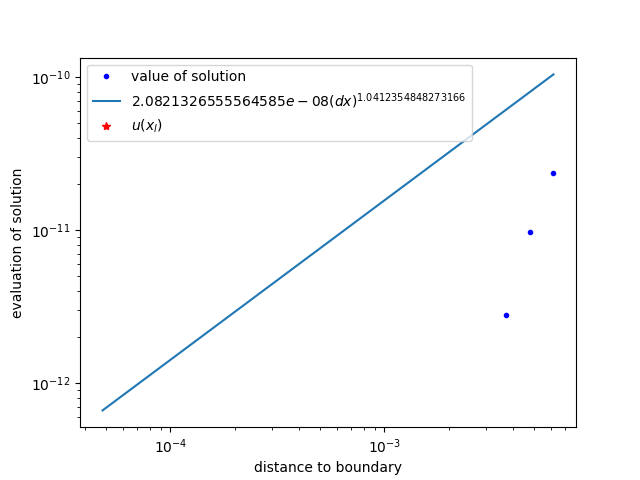 value of solution
2.0821326555564585e − 08(dx)^1.0412354848273166
u(x_l)
10^−10
10^−11
10^−12
evaluation of solution
10^−4
10^−3
distance to boundary